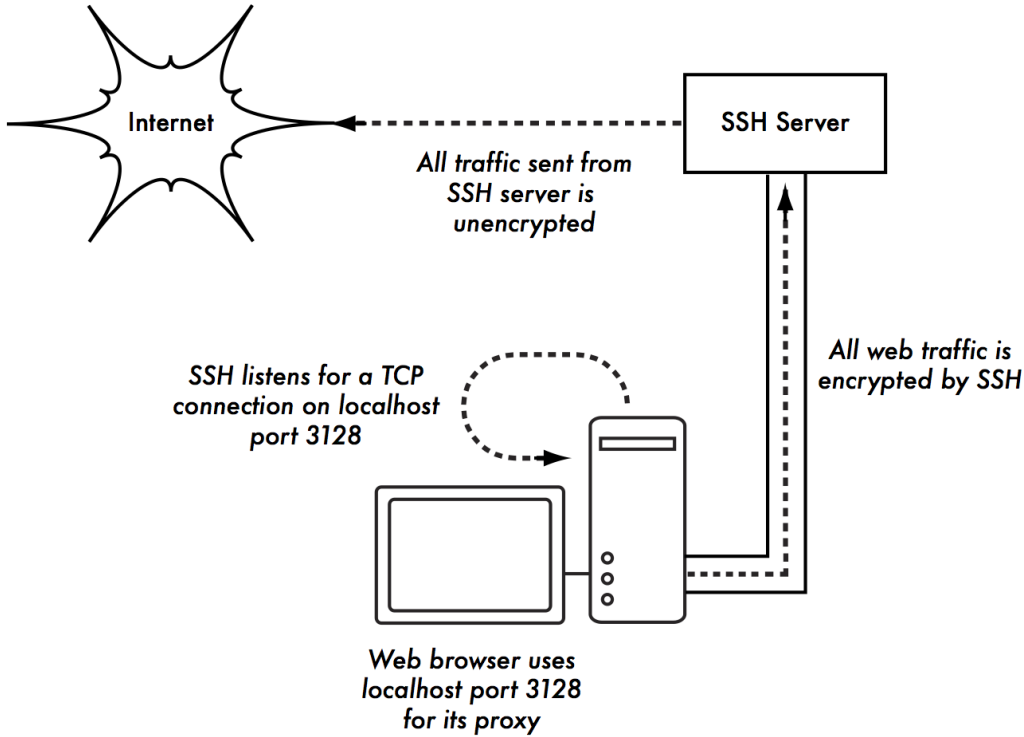 Internet
SSH Server
All traffic sent from
SSH server is
unencrypted
All web traffic is
encrypted by SSH
SSH listens for a TCP
connection on localhost
port 3128
Web browser uses
localhost port 3128
for its proxy